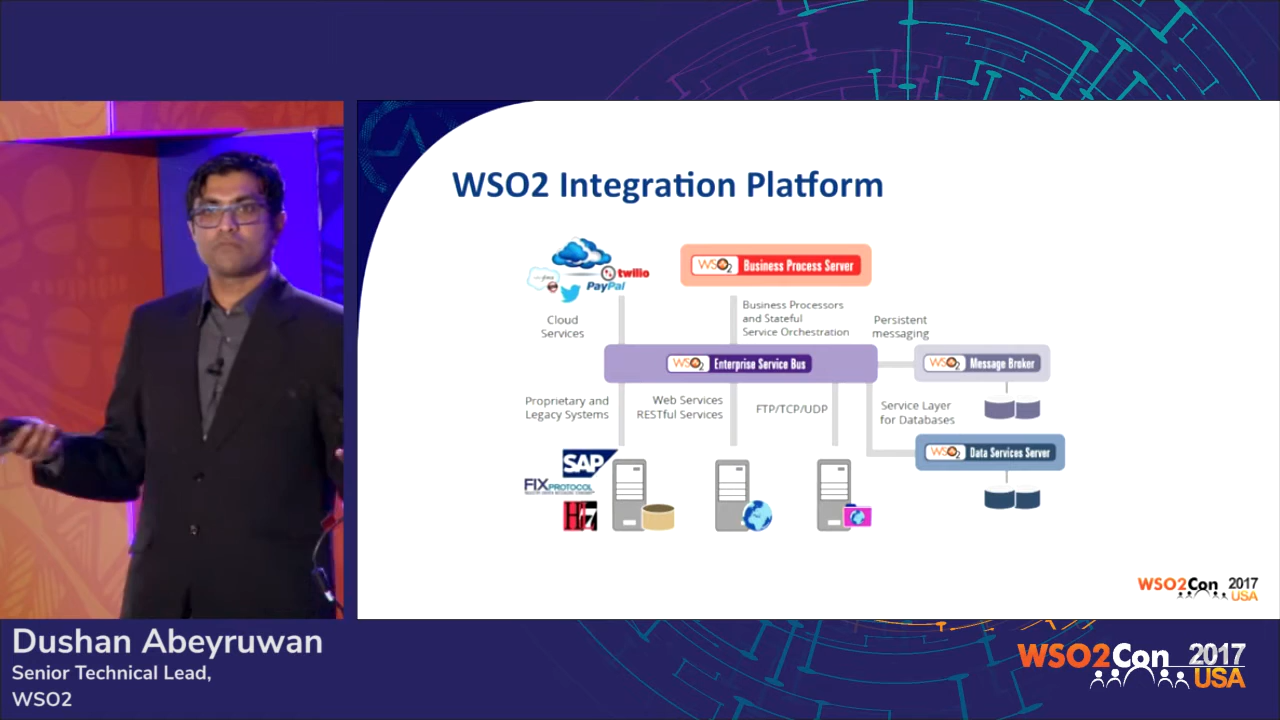 WSO2 Integration Platform
twilio
PayPal
WSO2 Business Process Server
Cloud
Services
Business Processors
and Stateful
Service Orchestration
Persistent
messaging
WSO2 Enterprise Service Bus
WSO2 Message Broker
Proprietary and
Legacy Systems
Web Services
RESTful Services
FTP/TCP/UDP
Service Layer
for Databases
WSO2 Data Services Server
SAP
FIX PROTOCOL
WSO2Con 2017
USA
Dushan Abeyruwan
Senior Technical Lead,
WSO2
WSO2Con 2017
USA